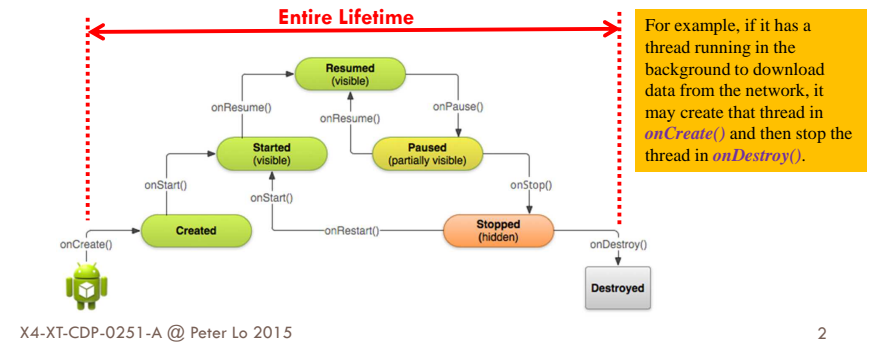 Entire Lifetime
For example, if it has a
thread running in the
background to download
data from the network, it
may create that thread in
onCreate() and then stop the
thread in onDestroy().
Resumed
(visible)
onResume()
onResume()
onPause()
Started
(visible)
Paused
(partially visible)
onStart()
onStart()
onStop()
Created
onRestart()
Stopped
(hidden)
onCreate()
onDestroy()
Destroyed
X4-XT-CDP-0251-A @ Peter Lo 2015
2